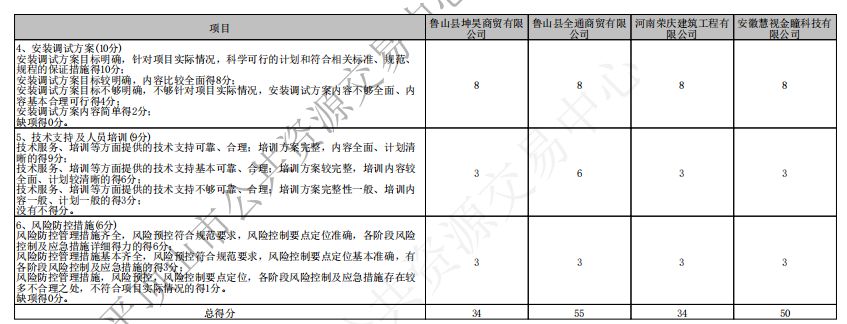 项目
鲁山县坤昊商贸有限公司
鲁山县全通商贸有限公司
河南荣庆建筑工程有限公司
安徽慧视金瞳科技有限公司
4、安装调试方案(10分)
安装调试方案目标明确，针对项目实际情况，科学可行的计划和符合相关标准、规范、
规程的保证措施得10分；
安装调试方案目标较明确，内容比较全面得8分；
安装调试方案目标不够明确，不够针对项目实际情况，安装调试方案内容不够全面、内
容基本合理可行得4分；
安装调试方案内容简单得2分；
缺项得0分。
8
8
8
8
5、技术支持及人员培训(9分)
技术服务、培训等方面提供的技术支持可靠、合理；培训方案完整，内容全面、计划清
晰的得9分；
技术服务、培训等方面提供的技术支持基本可靠、合理；培训方案较完整，培训内容较
全面、计划较清晰的得6分；
技术服务、培训等方面提供的技术支持不够可靠、合理；培训方案完整性一般、培训内
容一般、计划一般的得3分；
没有不得分。
3
6
3
3
6、风险防控措施(6分)
风险防控管理措施齐全，风险预控符合规范要求，风险控制要点定位准确，各阶段风险
控制及应急措施详细得力的得6分；
风险防控管理措施基本齐全，风险预控符合规范要求，风险控制要点定位基本准确，有
各阶段风险控制及应急措施的得3分；
风险防控管理措施，风险预控，风险控制要点定位，各阶段风险控制及应急措施存在较
多不合理之处，不符合项目实际情况的得1分。
缺项得0分。
3
3
3
3
总得分
34
55
34
50
平顶山市公共资源交易中心
公共资源交易中心